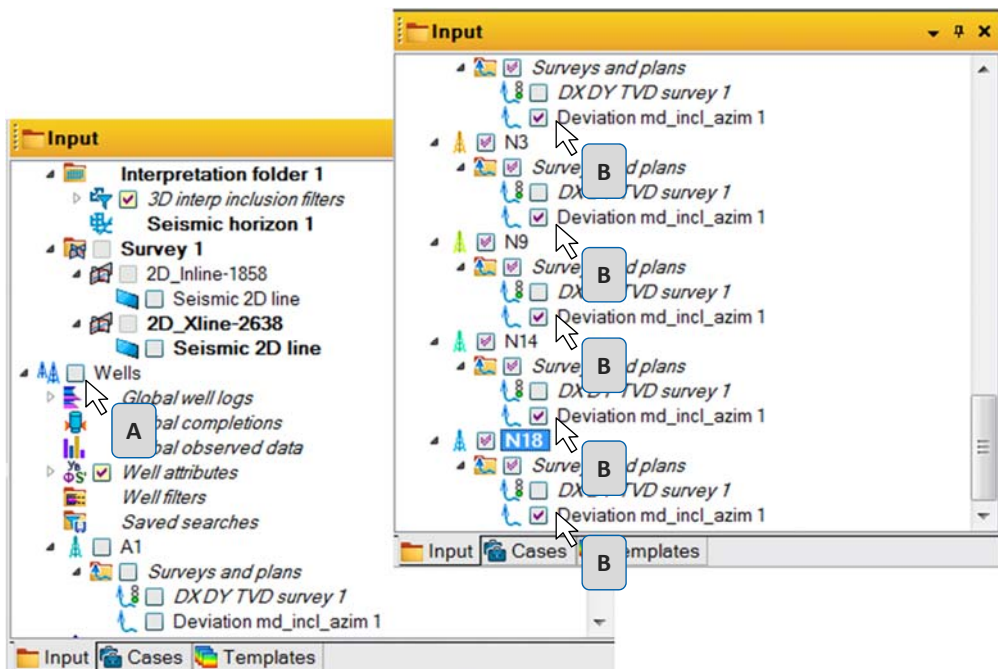 Input
Interpretation folder 1
3D interp inclusion filters
Seismic horizon 1
Survey 1
2D_Inline-1858
Seismic 2D line
2D_Xline-2638
Seismic 2D line
Wells
Global well logs
A
bal completions
bal observed data
Well attributes
Well filters
Saved searches
A1
Surveys and plans
DX DY TVD survey 1
Deviation md_incl_azim 1
Input Cases Templates
Input
Surveys and plans
DX DY TVD survey 1
Deviation md_incl_azim 1
N3
B
Surve d plans
DX TVD survey 1
Deviation md_incl_azim 1
N9
B
Surve d plans
DX TVD survey 1
Deviation md_incl_azim 1
N14
B
Surve d plans
DX TVD survey 1
Deviation md_incl_azim 1
N18
B
Surve d plans
DX TVD survey 1
Deviation md_incl_azim 1
Input Cases emplates
B